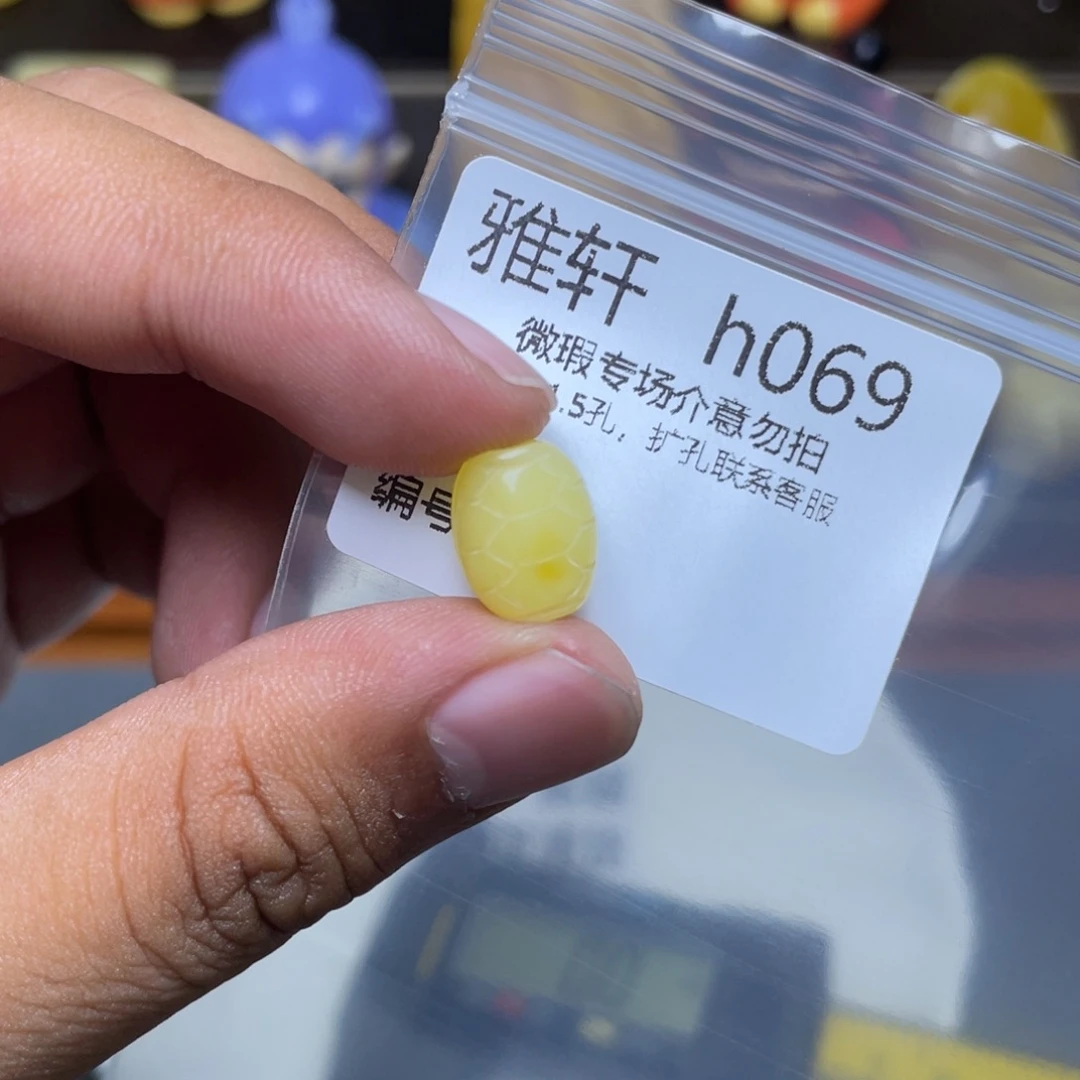 雅轩 h069
微瑕专场介意勿拍
.5孔，扩孔联系客服
编号